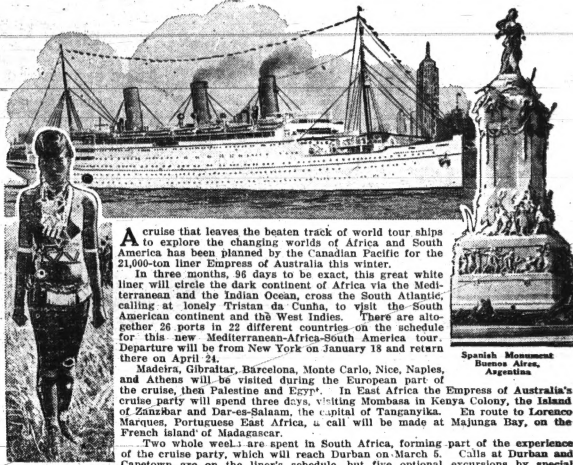 A cruise that leaves the beaten track of world tour ships
to explore the changing worlds of Africa and South
America has been planned by the Canadian Pacific for the
21,000-ton liner Empress of Australia this winter.
In three months, 96 days to be exact, this great white
liner will circle the dark continent of Africa via the Medi-
terranean and the Indian Ocean, cross the South Atlantic,
calling at lonely Tristan da Cunha, to visit the South
American continent and the West Indies. There are alto-
gether 26 ports in 22 different countries on the schedule
for this new Mediterranean-Africa-South America tour.
Departure will be from New York on January 18 and return
there on April 24.
Spanish Monument
Buenos Aires,
Argentina
Madeira, Gibraltar, Barcelona, Monte Carlo, Nice, Naples,
and Athens will be visited during the European part of
the cruise, then Palestine and Egypt. In East Africa the Empress of Australia's
cruise party will spend three days, visiting Mombasa in Kenya Colony, the Island
of Zanzibar and Dar-es-Salaam, the capital of Tanganyika. En route to Lorenco
Marques, Portuguese East Africa, a call will be made at Majunga Bay, on the
French island of Madagascar.
Two whole weeks are spent in South Africa, forming part of the experience
of the cruise party, which will reach Durban on March 5. Calls at Durban and
Capetown are on the liner's schedule, but five optional excursions by special